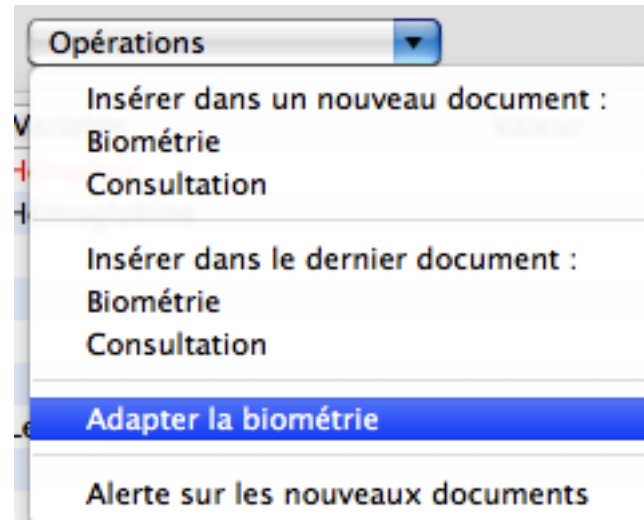 Opérations
Insérer dans un nouveau document :
Biométrie
Consultation
Insérer dans le dernier document :
Biométrie
Consultation
Adapter la biométrie
Alerte sur les nouveaux documents